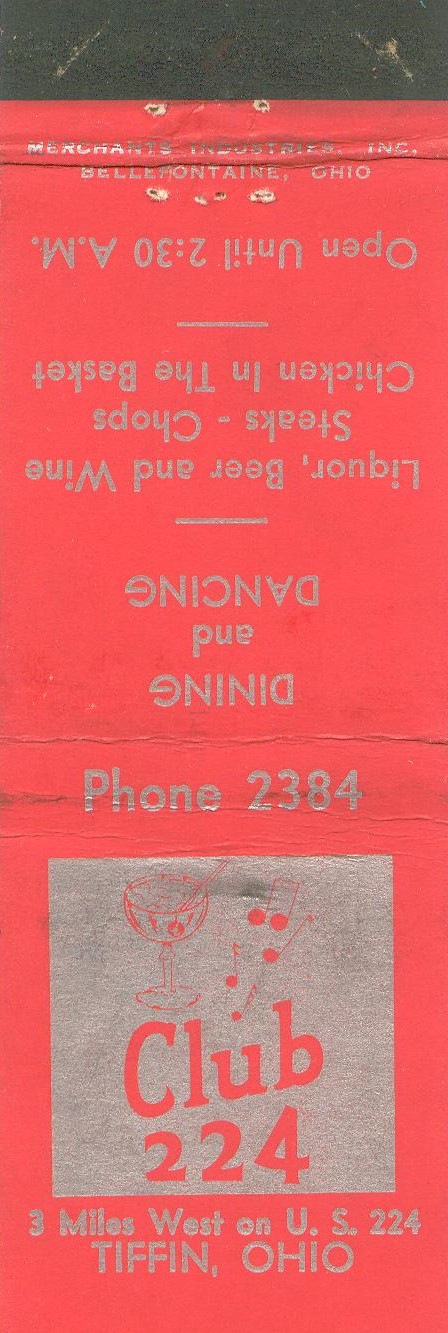 MERCHANTS INDUSTRIES, INC.
BELLEFONTAINE, OHIO
DINING
and
DANCING
Liquor, Beer and Wine
Steaks - Chops
Chicken In The Basket
Open Until 2:30 A.M.
Phone 2384
Club
224
3 Miles West on U. S. 224
TIFFIN, OHIO